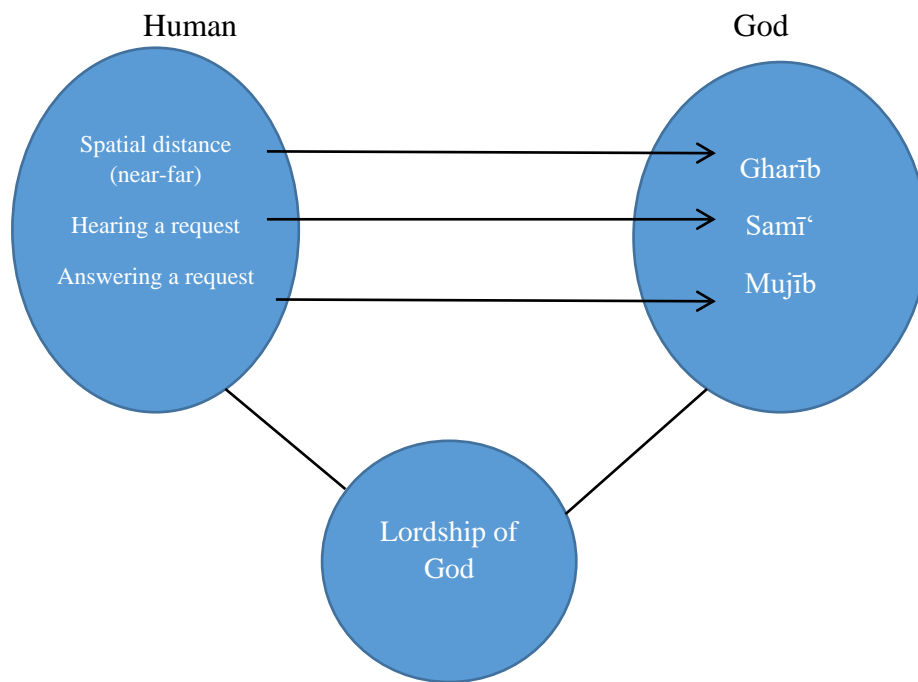 Human
God
Spatial distance
(near-far)
Hearing a request
Answering a request
Gharīb
Samī‘
Mujīb
Lordship of
God